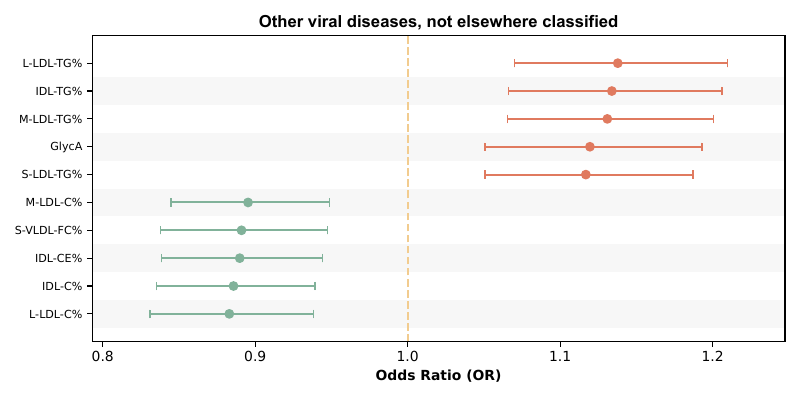 Other viral diseases, not elsewhere classified
L-LDL-TG%
IDL-TG%
M-LDL-TG%
GlycA
S-LDL-TG%
M-LDL-C%
S-VLDL-FC%
IDL-CE%
IDL-C%
L-LDL-C%
0.8 0.9 1.0 1.1 1.2
Odds Ratio (OR)